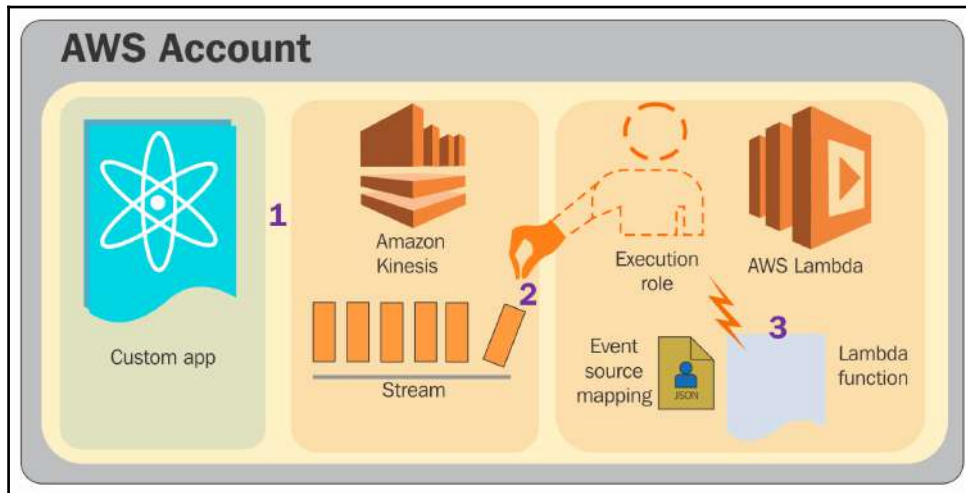 AWS Account
1
Amazon
Kinesis
2
Stream
Custom app
Execution
role
AWS Lambda
3
Event
source
mapping
JSON
Lambda
function